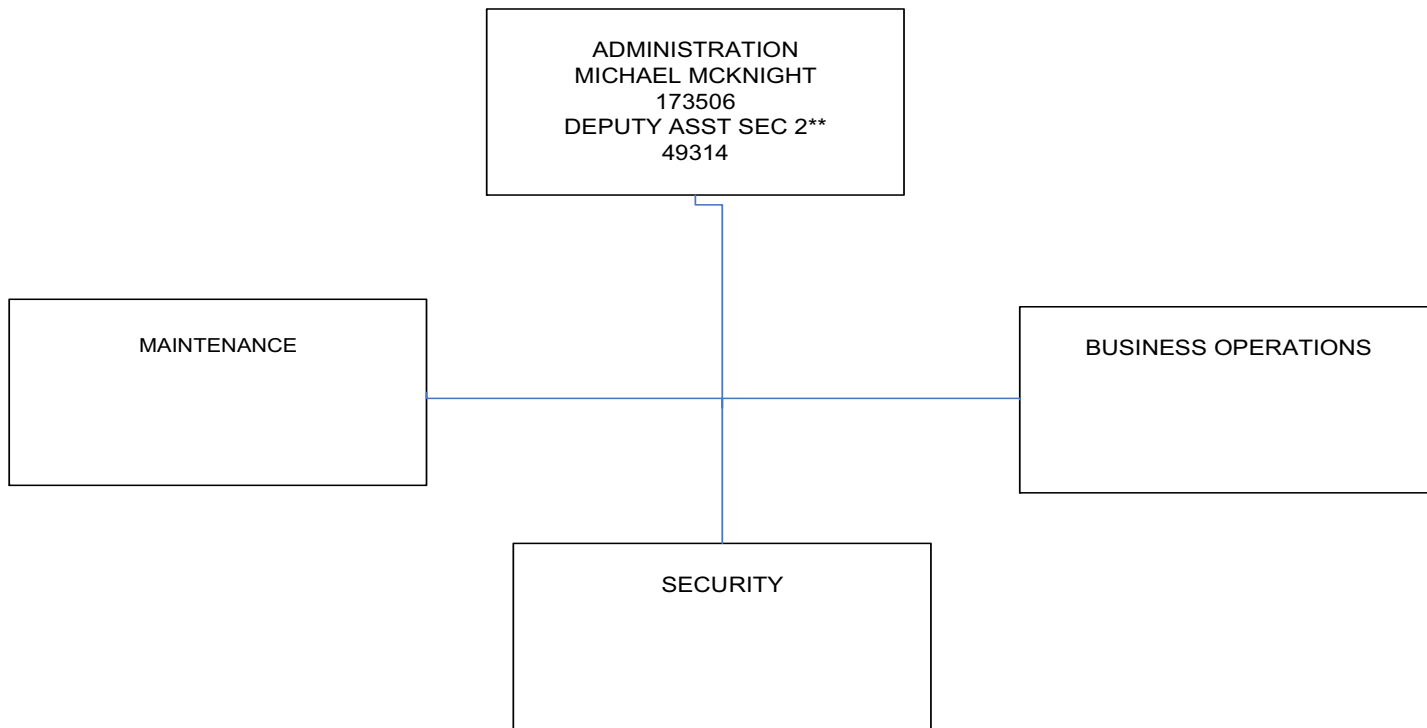 ADMINISTRATION
MICHAEL MCKNIGHT
173506
DEPUTY ASST SEC 2**
49314
MAINTENANCE
BUSINESS OPERATIONS
SECURITY